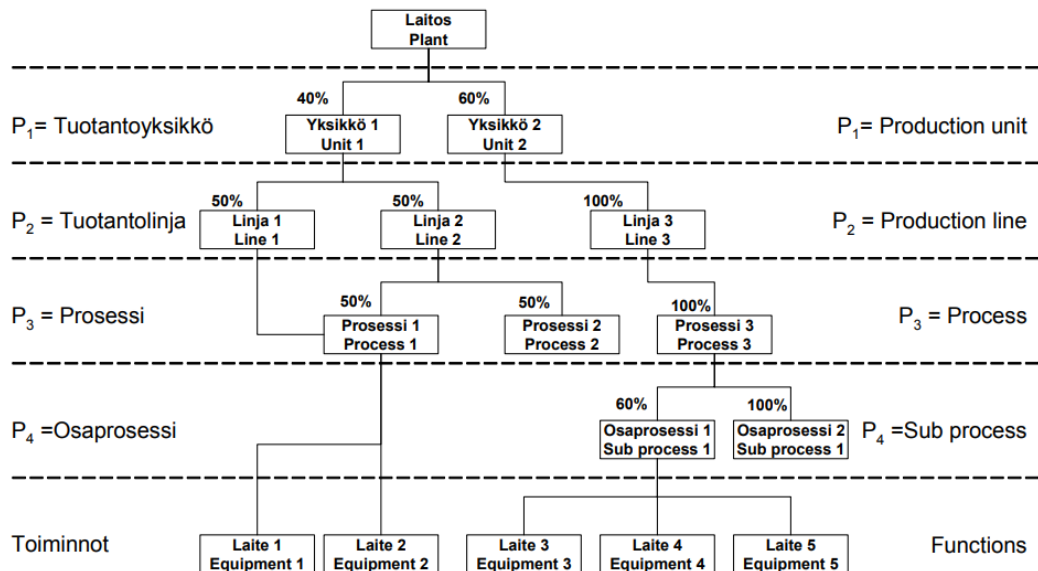 Laitos
Plant
40%
60%
P₁= Tuotantoyksikkö
Yksikkö 1
Unit 1
Yksikkö 2
Unit 2
P₁= Production unit
50%
50%
100%
P₂ = Tuotantolinja
Linja 1
Line 1
Linja 2
Line 2
Linja 3
Line 3
P₂ = Production line
50%
50%
100%
P₃ = Prosessi
Prosessi 1
Process 1
Prosessi 2
Process 2
Prosessi 3
Process 3
P₃ = Process
60%
100%
P₄ =Osaprosessi
Osaprosessi 1
Sub process 1
Osaprosessi 2
Sub process 1
P₄ =Sub process
Toiminnot
Laite 1
Equipment 1
Laite 2
Equipment 2
Laite 3
Equipment 3
Laite 4
Equipment 4
Laite 5
Equipment 5
Functions